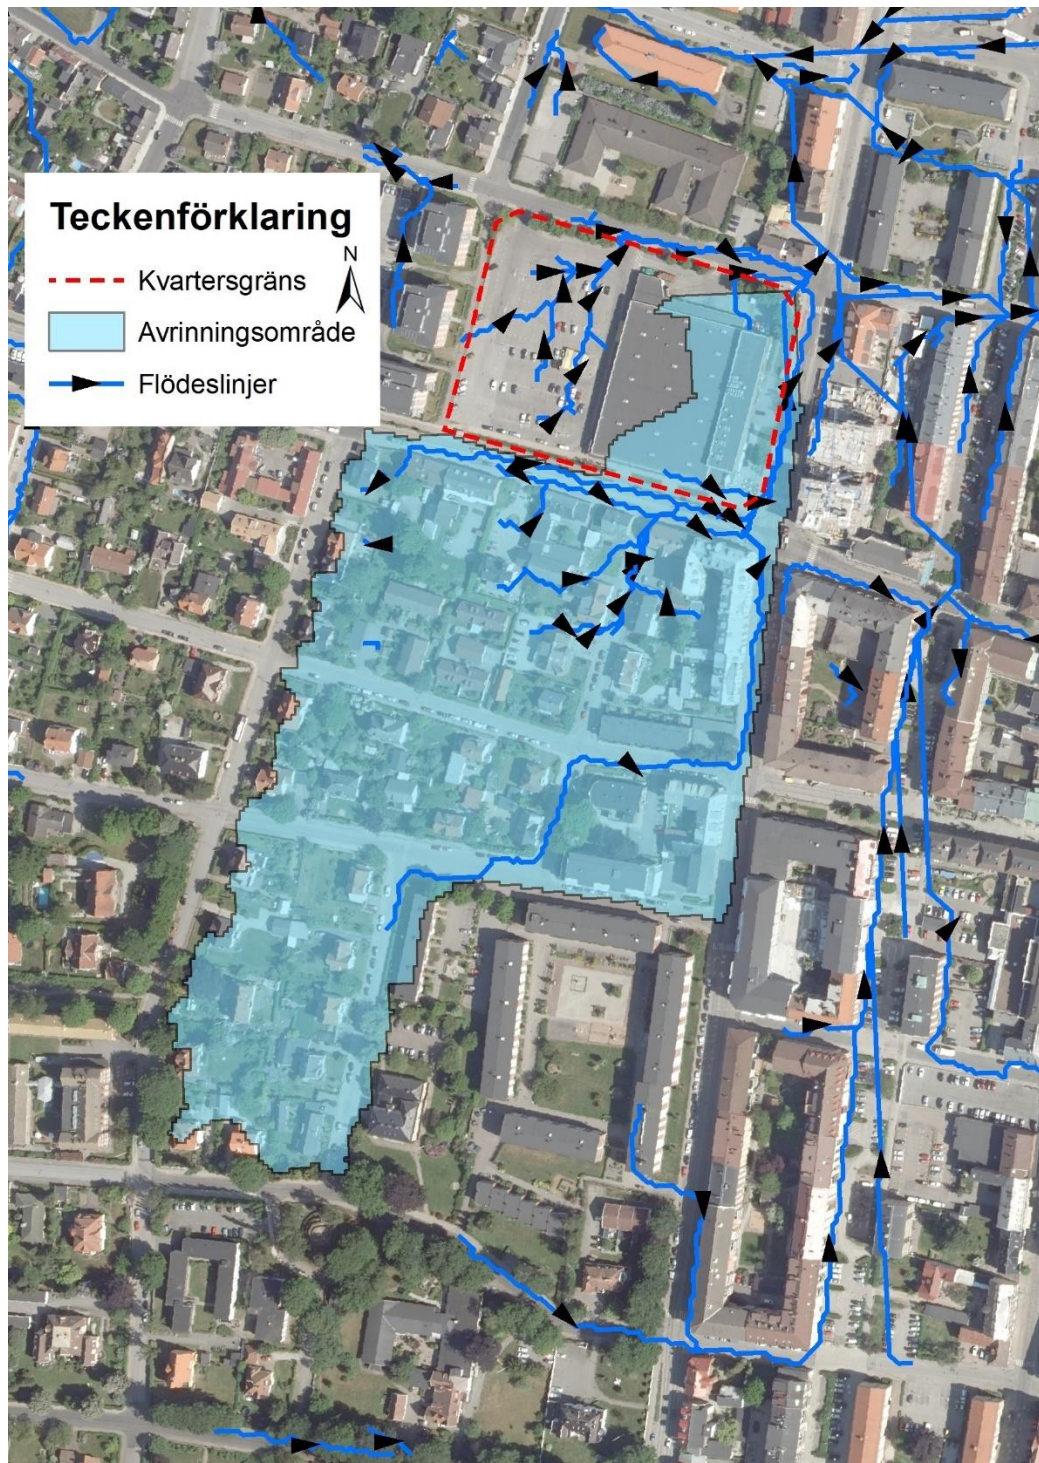 Teckenförklaring
N
Kvartersgräns
Avrinningsområde
Flödeslinjer